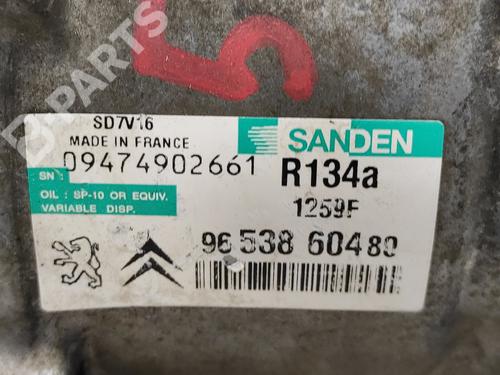 5
B-PARTS
SD7V16
MADE IN FRANCE
SANDEN
09474902661
SN :
R134a
OIL : SP-10 OR EQUIV.
VARIABLE DISP.
1259F
96 538 604 80